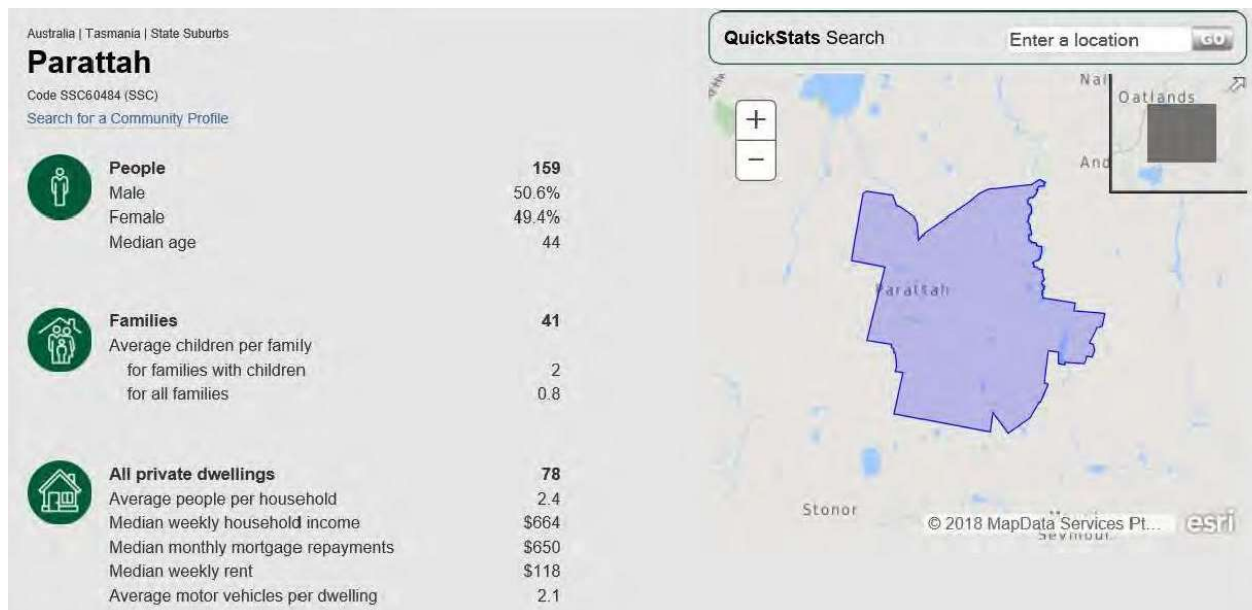 Australia | Tasmania | State Suburbs
Parattah
Code SSC60484 (SSC)
Search for a Community Profile
People 159
Male 50.6%
Female 49.4%
Median age 44
Families 41
Average children per family
for families with children 2
for all families 0.8
All private dwellings 78
Average people per household 2.4
Median weekly household income $664
Median monthly mortgage repayments $650
Median weekly rent $118
Average motor vehicles per dwelling 2.1
QuickStats Search Enter a location GO
+
−
Oatlands
Parattah
Stonor
© 2018 MapData Services Pt... esri
Seymour